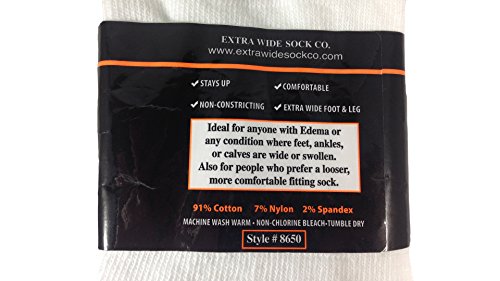 EXTRA WIDE SOCK CO.
www.extrawidesockco.com
✓ STAYS UP ✓ COMFORTABLE
✓ NON-CONSTRICTING ✓ EXTRA WIDE FOOT & LEG
Ideal for anyone with Edema or
any condition where feet, ankles,
or calves are wide or swollen.
Also for people who prefer a looser,
more comfortable fitting sock.
91% Cotton 7% Nylon 2% Spandex
MACHINE WASH WARM • NON-CHLORINE BLEACH•TUMBLE DRY
Style # 8650